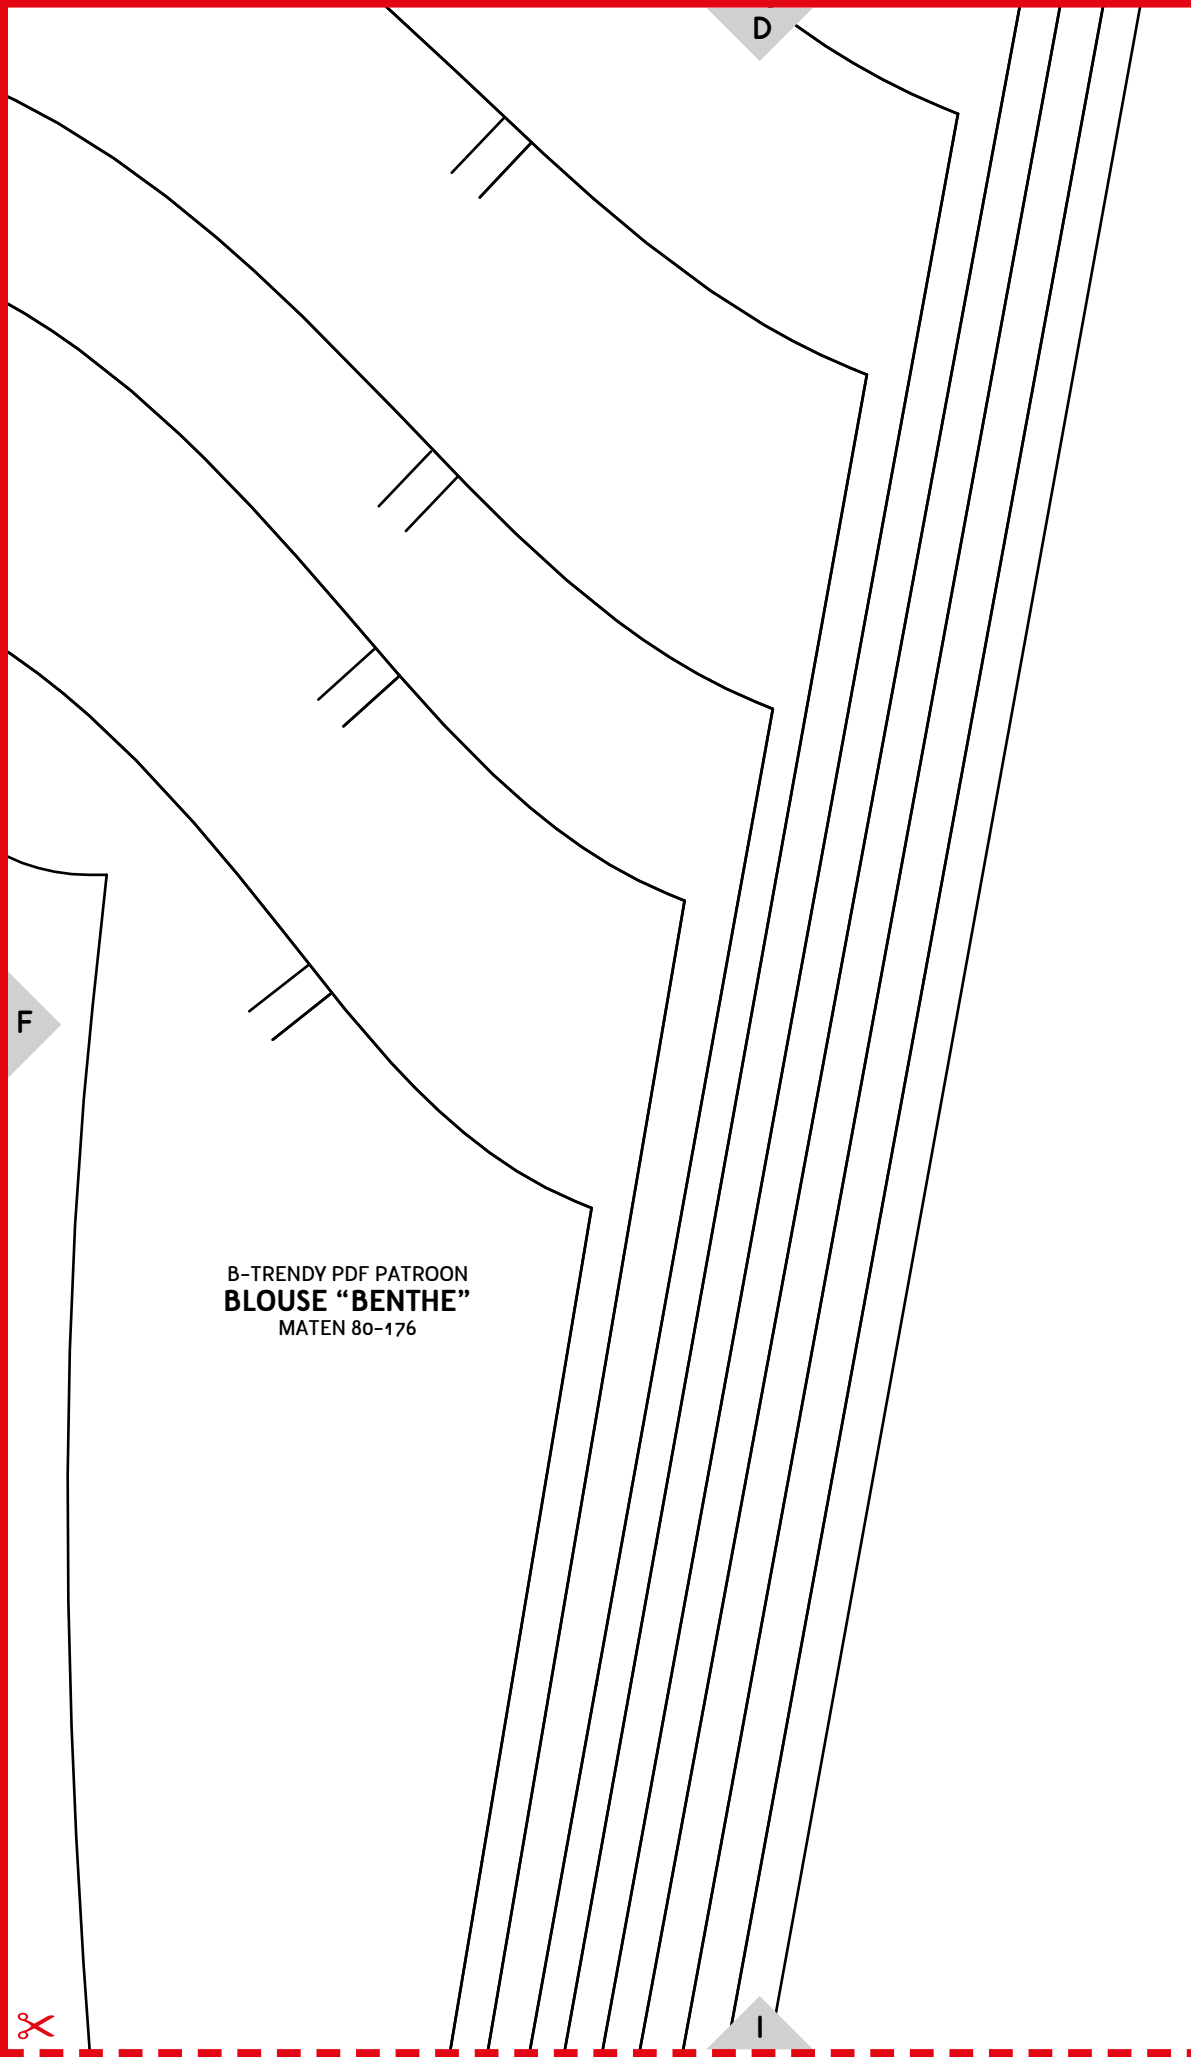 D
F
B-TRENDY PDF PATROON
BLOUSE “BENTHE”
MATEN 80-176
I